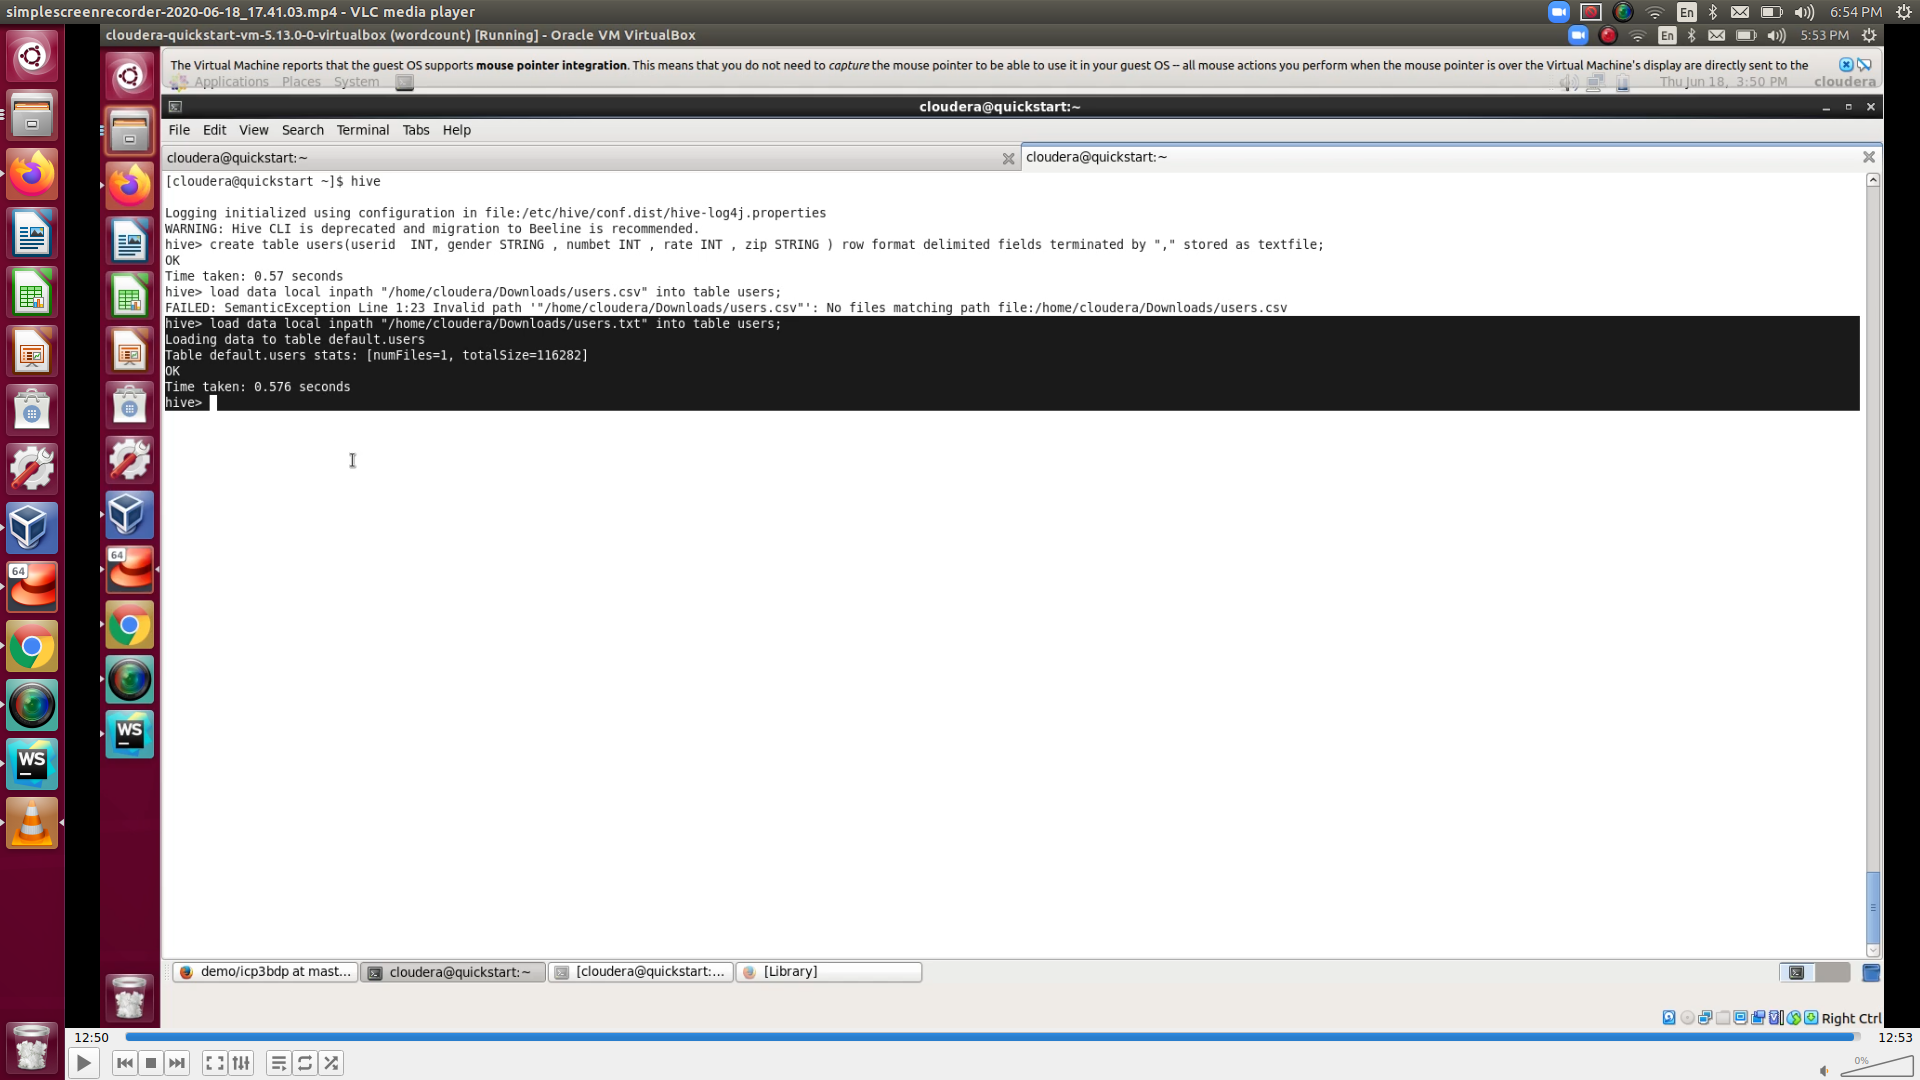 simplescreenrecorder-2020-06-18_17.41.03.mp4 - VLC media player
En
6:54 PM
cloudera-quickstart-vm-5.13.0-0-virtualbox (wordcount) [Running] - Oracle VM VirtualBox
En
5:53 PM
The Virtual Machine reports that the guest OS supports mouse pointer integration. This means that you do not need to capture the mouse pointer to be able to use it in your guest OS -- all mouse actions you perform when the mouse pointer is over the Virtual Machine's display are directly sent to the
Applications Places System
Thu Jun 18, 3:50 PM cloudera
cloudera@quickstart:~
File Edit View Search Terminal Tabs Help
cloudera@quickstart:~
cloudera@quickstart:~
[cloudera@quickstart ~]$ hive
Logging initialized using configuration in file:/etc/hive/conf.dist/hive-log4j.properties
WARNING: Hive CLI is deprecated and migration to Beeline is recommended.
hive> create table users(userid  INT, gender STRING , numbet INT , rate INT , zip STRING ) row format delimited fields terminated by "," stored as textfile;
OK
Time taken: 0.57 seconds
hive> load data local inpath "/home/cloudera/Downloads/users.csv" into table users;
FAILED: SemanticException Line 1:23 Invalid path '"/home/cloudera/Downloads/users.csv"': No files matching path file:/home/cloudera/Downloads/users.csv
hive> load data local inpath "/home/cloudera/Downloads/users.txt" into table users;
Loading data to table default.users
Table default.users stats: [numFiles=1, totalSize=116282]
OK
Time taken: 0.576 seconds
hive>
64
64
WS
WS
demo/icp3bdp at mast...
cloudera@quickstart:~
[cloudera@quickstart:...
[Library]
Right Ctrl
12:50
12:53
0%